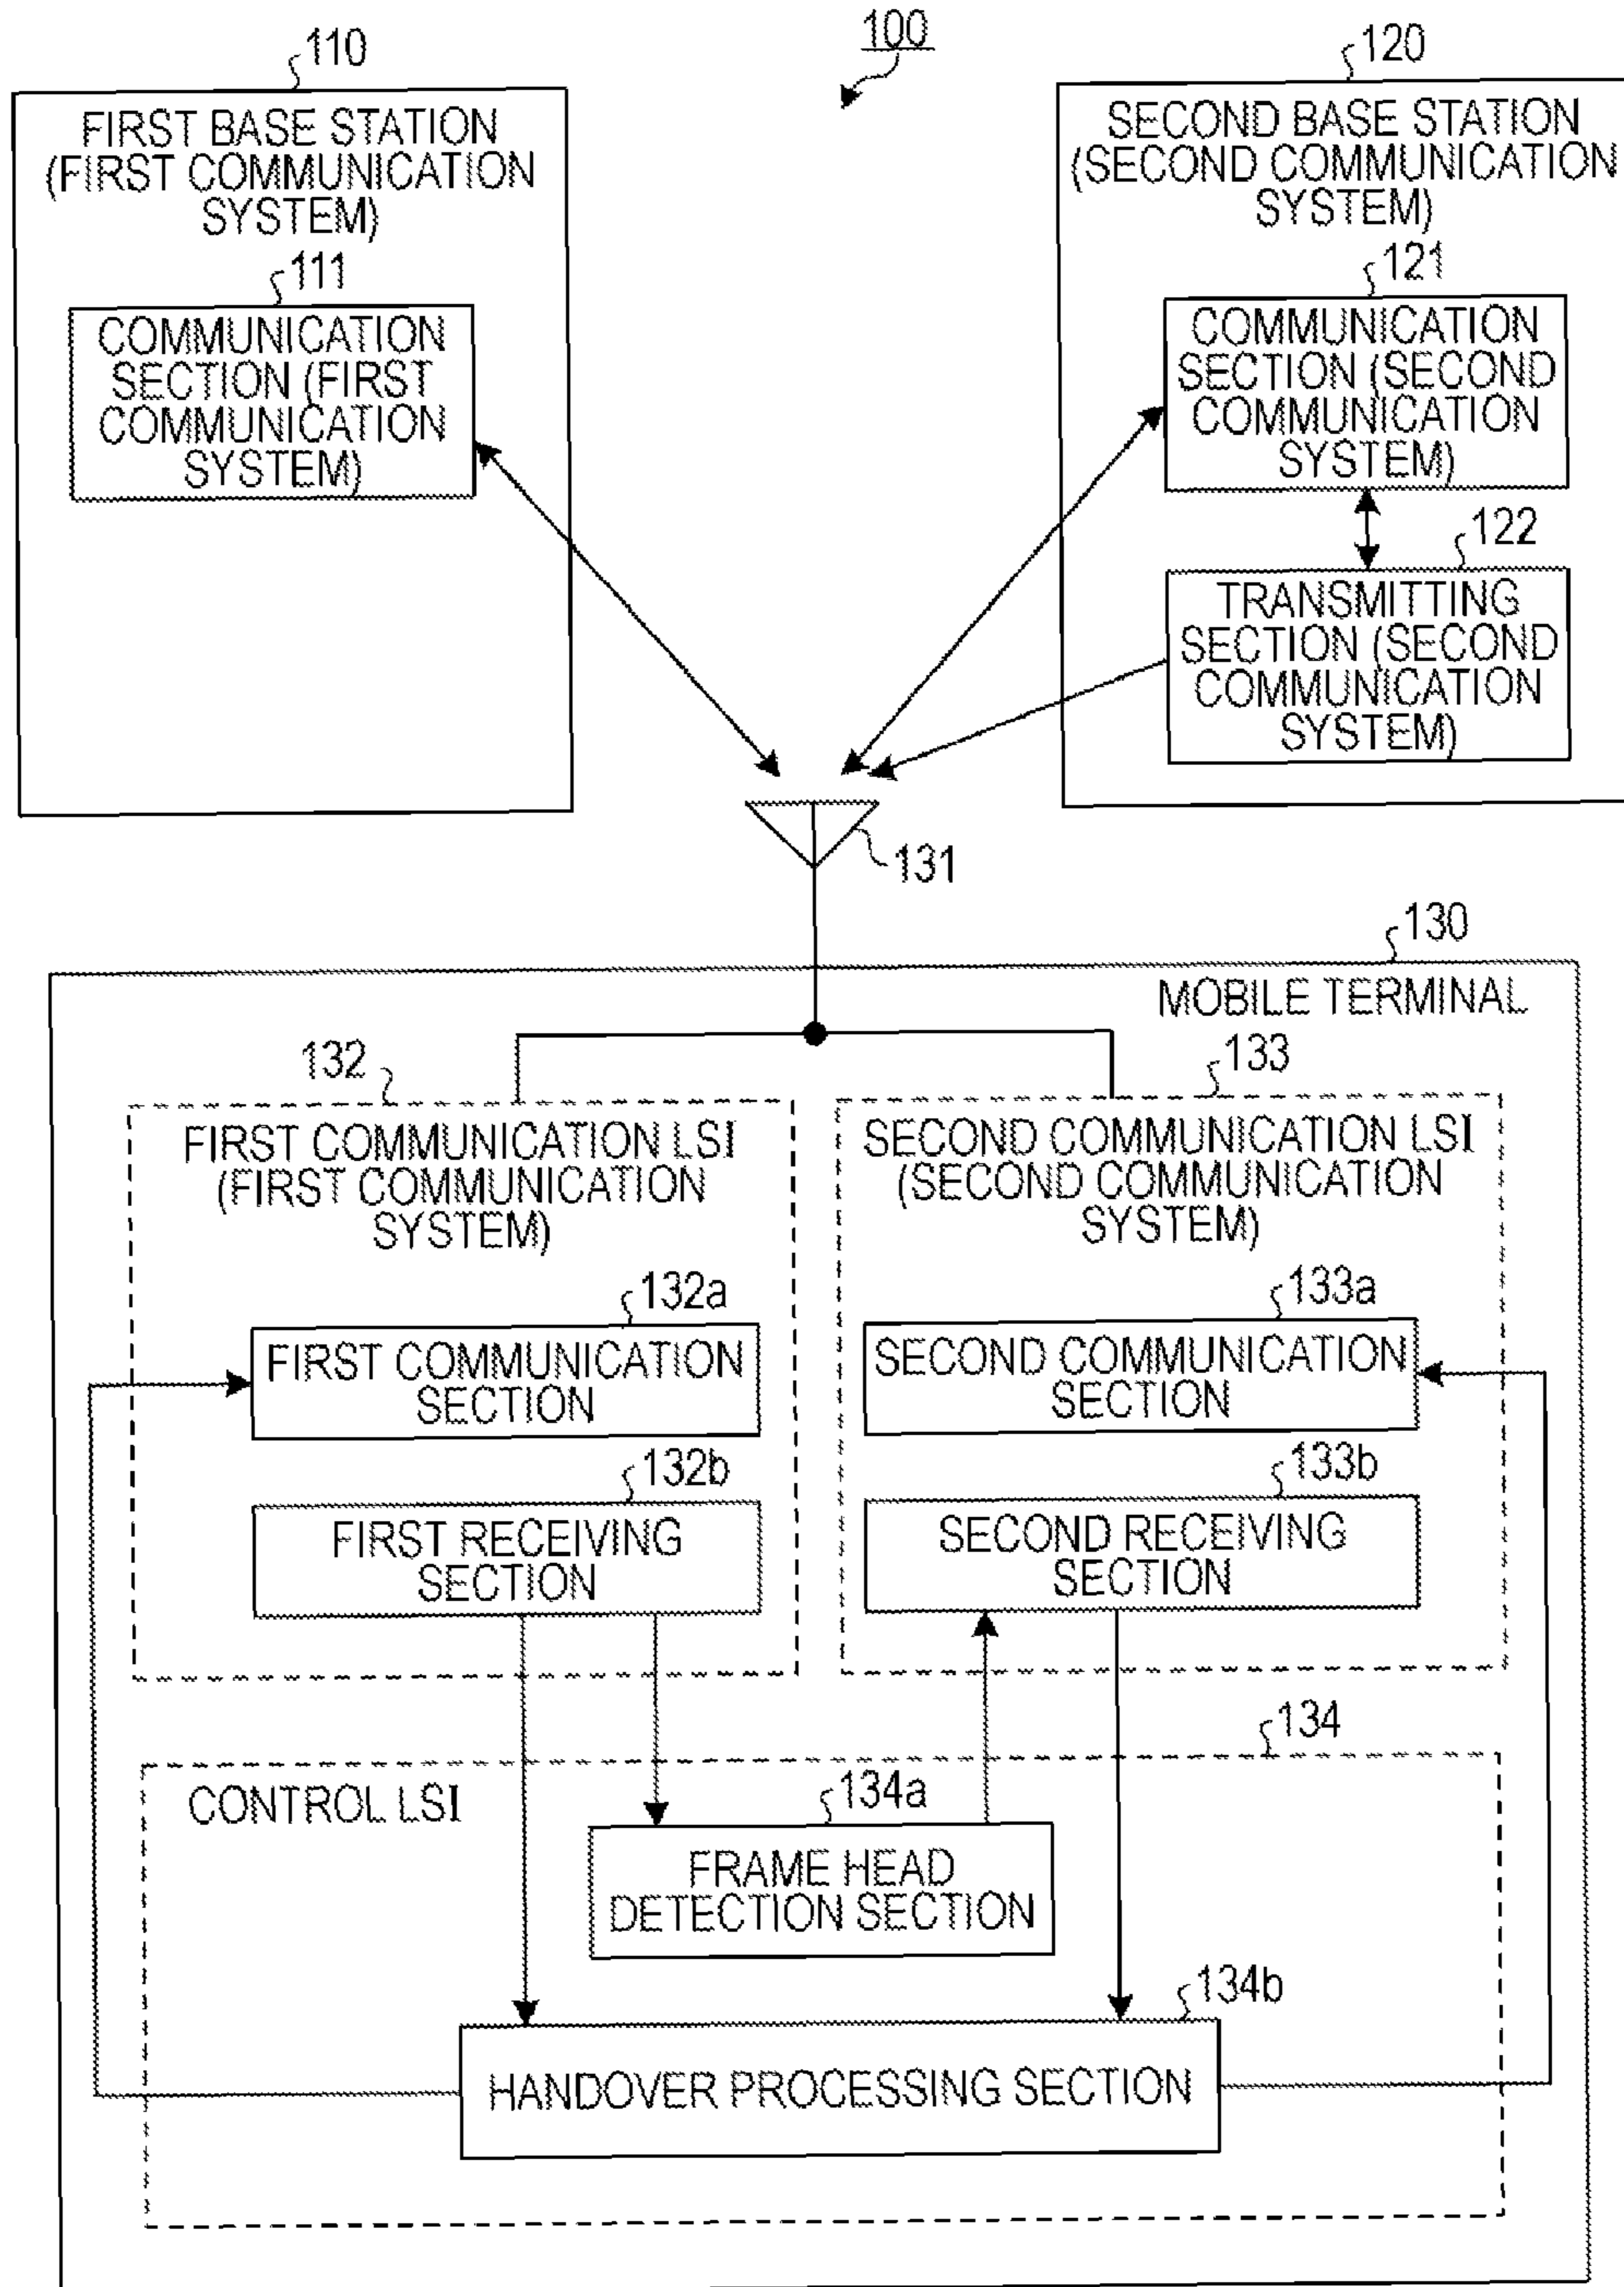 100
110
FIRST BASE STATION
(FIRST COMMUNICATION
SYSTEM)
111
COMMUNICATION
SECTION (FIRST
COMMUNICATION
SYSTEM)
120
SECOND BASE STATION
(SECOND COMMUNICATION
SYSTEM)
121
COMMUNICATION
SECTION (SECOND
COMMUNICATION
SYSTEM)
122
TRANSMITTING
SECTION (SECOND
COMMUNICATION
SYSTEM)
131
130
MOBILE TERMINAL
132
FIRST COMMUNICATION LSI
(FIRST COMMUNICATION
SYSTEM)
132a
FIRST COMMUNICATION
SECTION
132b
FIRST RECEIVING
SECTION
133
SECOND COMMUNICATION LSI
(SECOND COMMUNICATION
SYSTEM)
133a
SECOND COMMUNICATION
SECTION
133b
SECOND RECEIVING
SECTION
134
CONTROL LSI
134a
FRAME HEAD
DETECTION SECTION
134b
HANDOVER PROCESSING SECTION